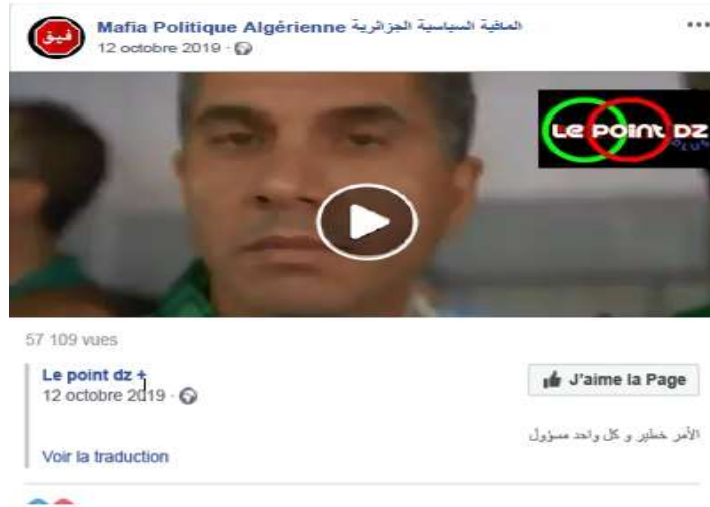 فيق
Mafia Politique Algérienne المافية السياسية الجزائرية
12 octobre 2019
LE POINT DZ
PLUS
57 109 vues
Le point dz +
12 octobre 2019
J'aime la Page
الأمر خطير و كل واحد مسؤول
Voir la traduction